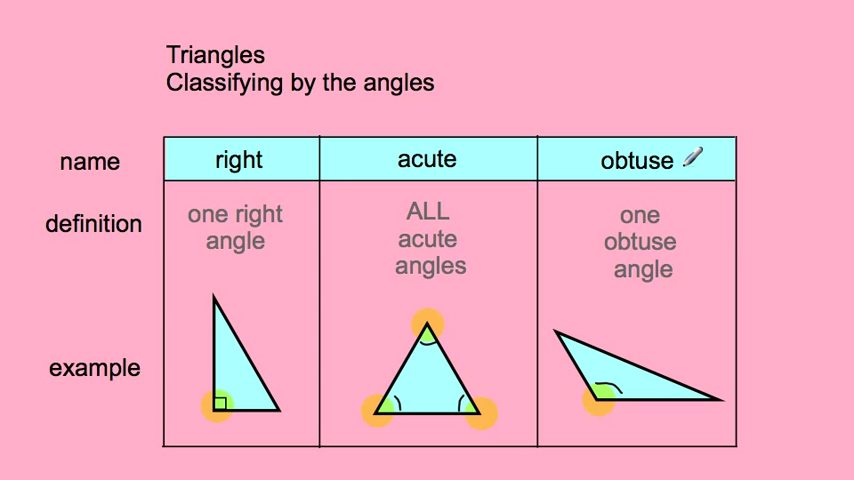 Triangles
Classifying by the angles
name right acute obtuse
definition one right angle ALL acute angles one obtuse angle
example